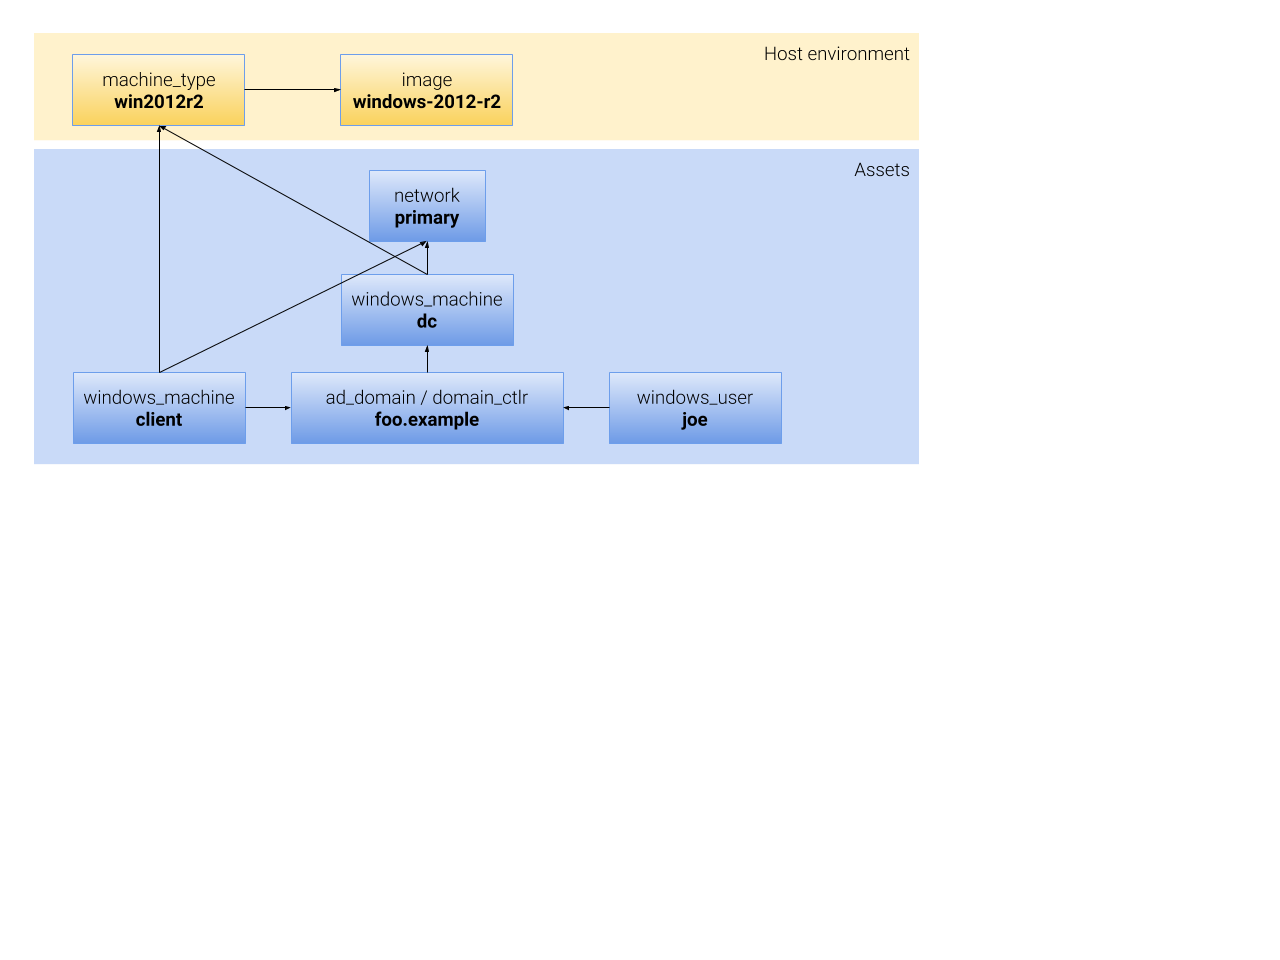 Host environment
machine_type
win2012r2
image
windows-2012-r2
Assets
network
primary
windows_machine
dc
windows_machine
client
ad_domain / domain_ctlr
foo.example
windows_user
joe